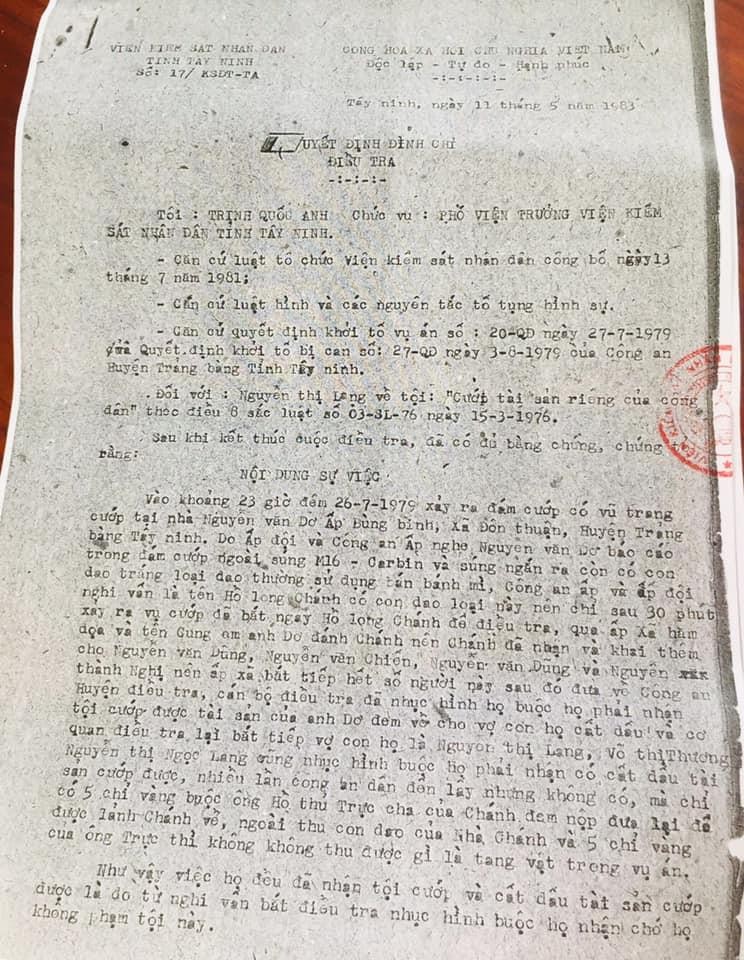 VIỆN KIỂM SÁT NHÂN DÂN
TỈNH TÂY NINH
Số: 17/ KSĐT-TA
CỘNG HÒA XÃ HỘI CHỦ NGHĨA VIỆT NAM
Độc lập - Tự do - Hạnh phúc
-:-:-:-:-
Tây ninh, ngày 11 tháng 5 năm 1983
UYẾT ĐỊNH ĐÌNH CHỈ
ĐIỀU TRA
-:-:-:-
Tôi : TRỊNH QUỐC ANH Chức vụ : PHÓ VIỆN TRƯỞNG VIỆN KIỂM
SÁT NHÂN DÂN TỈNH TÂY NINH.
- Căn cứ luật tổ chức Viện kiểm sát nhân dân công bố ngày13
tháng 7 năm 1981;
- Căn cứ luật hình và các nguyên tắc tố tụng hình sự.
- Căn cứ quyết định khởi tố vụ án số : 20-QĐ ngày 27-7-1979
Quyết định khởi tố bị can số: 27-QĐ ngày 3-8-1979 của Công an
Huyện Trảng bàng Tỉnh Tây ninh.
Đối với : Nguyễn thị Lang về tội: "Cướp tài sản riêng của công
dân" theo điều 8 sắc luật số 03-SL-76 ngày 15-3-1976.
Sau khi kết thúc cuộc điều tra, đã có đủ bằng chứng, chứng
rằng:
NỘI DUNG SỰ VIỆC
Vào khoảng 23 giờ đêm 26-7-1979 xảy ra đám cướp có vũ trang
cướp tại nhà Nguyễn văn Dơ Ấp Bùng bình, Xã Đôn thuận, Huyện Trảng
bàng Tây ninh. Do ấp đội và Công an Ấp nghe Nguyễn văn Dơ báo cáo
trong đám cướp ngoài súng M16 - Carbin và súng ngắn ra còn có con
dao trắng loại dao thường sử dụng bán bánh mì, Công an ấp và ấp đội
nghi vấn là tên Hồ long Chánh có con dao loại này nên chỉ sau 30 phút
xảy ra vụ cướp đã bắt ngay Hồ long Chánh để điều tra, qua ấp Xã hăm
dọa và tên Cung em anh Dơ đánh Chánh nên Chánh đã nhận và khai thêm
cho Nguyễn văn Dũng, Nguyễn văn Chiến, Nguyễn văn Dung và Nguyễn xxx
thành Nghị nên ấp xã bắt tiếp hết số người này sau đó đưa về Công an
Huyện điều tra, cán bộ điều tra đã nhục hình họ buộc họ phải nhận
tội cướp được tài sản của anh Dơ đem về cho vợ con họ cất dấu và cơ
quan điều tra lại bắt tiếp vợ con họ là Nguyễn thị Lang, Võ thịThương
Nguyễn thị Ngọc Lang cũng nhục hình buộc họ phải nhận có cất dấu tài
sản cướp được, nhiều lần công an dẫn đến lấy nhưng không có, mà chỉ
có 5 chỉ vàng buộc ông Hồ thu Trực cha của Chánh đem nộp đưa lại để
được lảnh Chánh về, ngoài thu con dao của Nhà Chánh và 5 chỉ vàng
của ông Trực thì không không thu được gì là tang vật trong vụ án.
Như vậy việc họ đều đã nhận tội cướp và cất dấu tài sản cướp
được là do từ nghi vấn bắt điều tra nhục hình buộc họ nhận chớ họ
không phạm tội này.